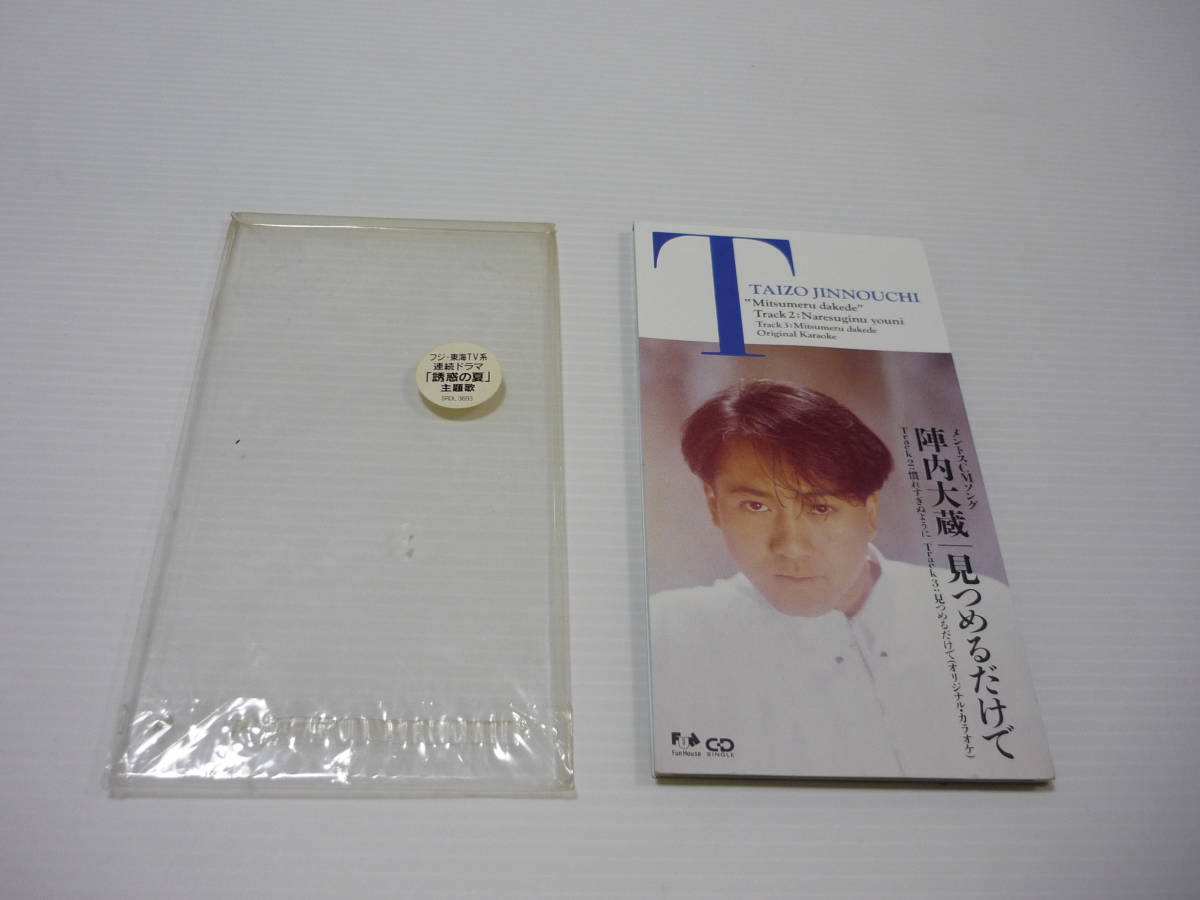 フジ・東海TV系
連続ドラマ
「誘惑の夏」
主題歌
SRDL 3693
T
TAIZO JINNOUCHI
"Mitsumeru dakede"
Track 2:Naresuginu youni
Track 3:Mitsumeru dakede
Original Karaoke
メントスCMソング
陣内大蔵|見つめるだけで
Track 2:慣れすぎぬように Track 3:見つめるだけで(オリジナル・カラオケ)
FUN
Fun House
CD
SINGLE